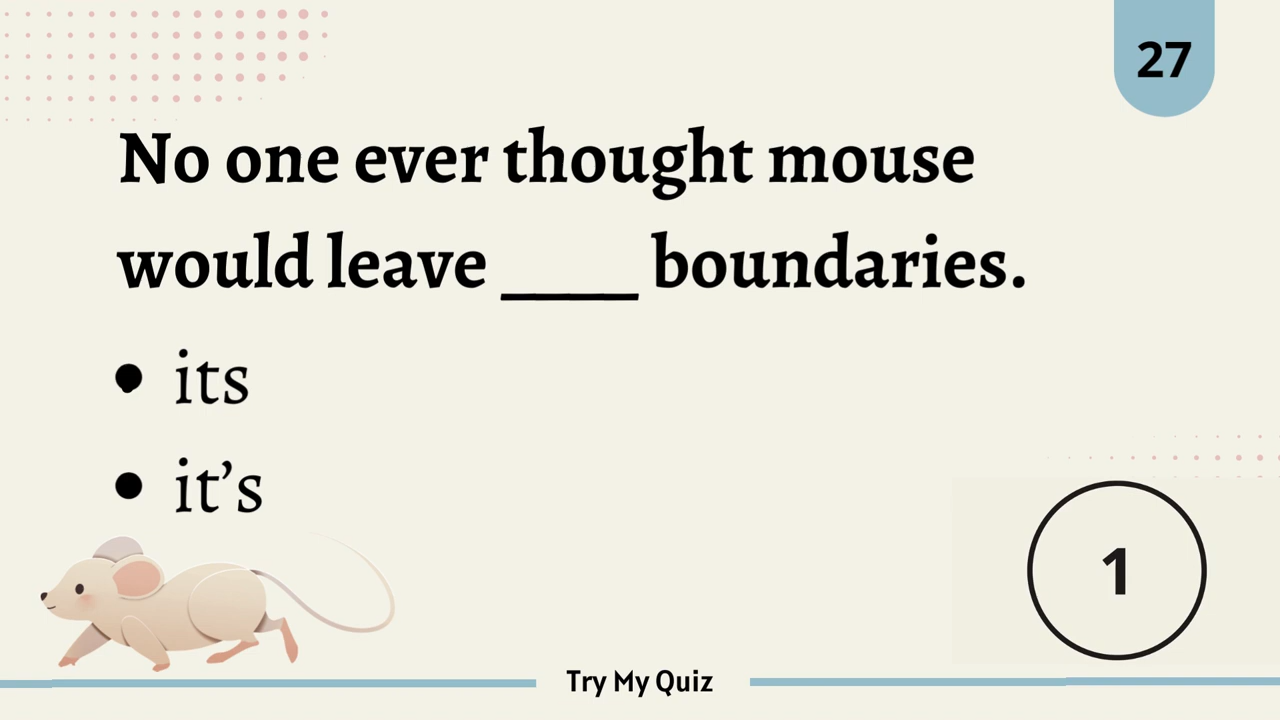 27
No one ever thought mouse
would leave ____ boundaries.
• its
• it’s
1
Try My Quiz